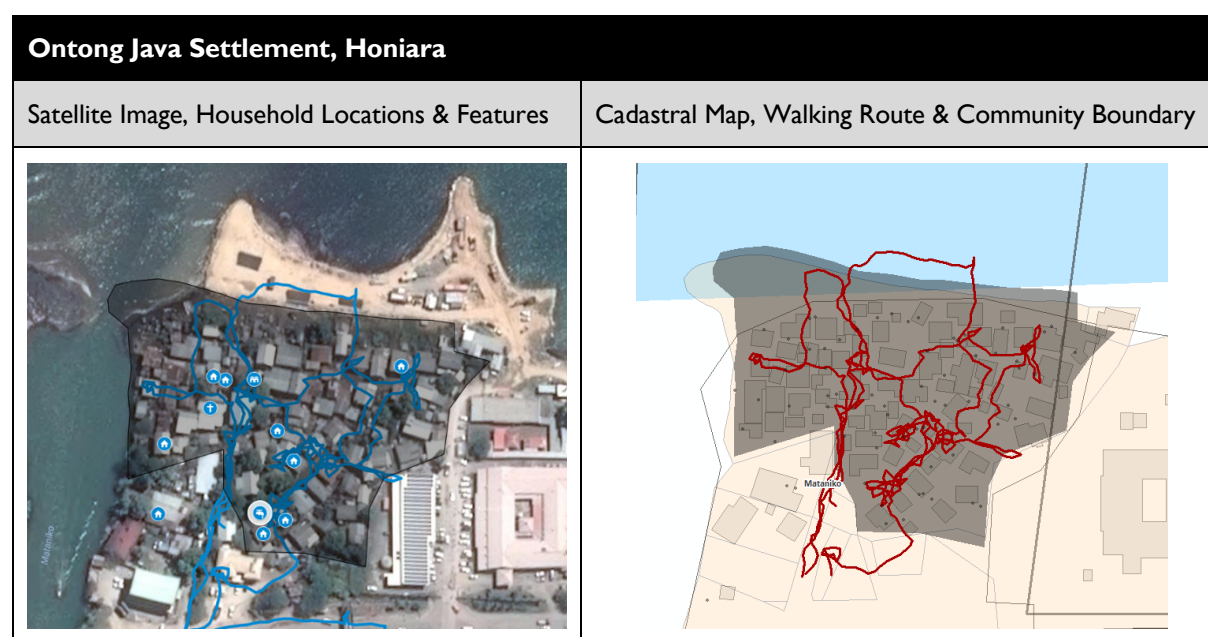 Ontong Java Settlement, Honiara
Satellite Image, Household Locations & Features
Cadastral Map, Walking Route & Community Boundary
Mataniko
Mataniko